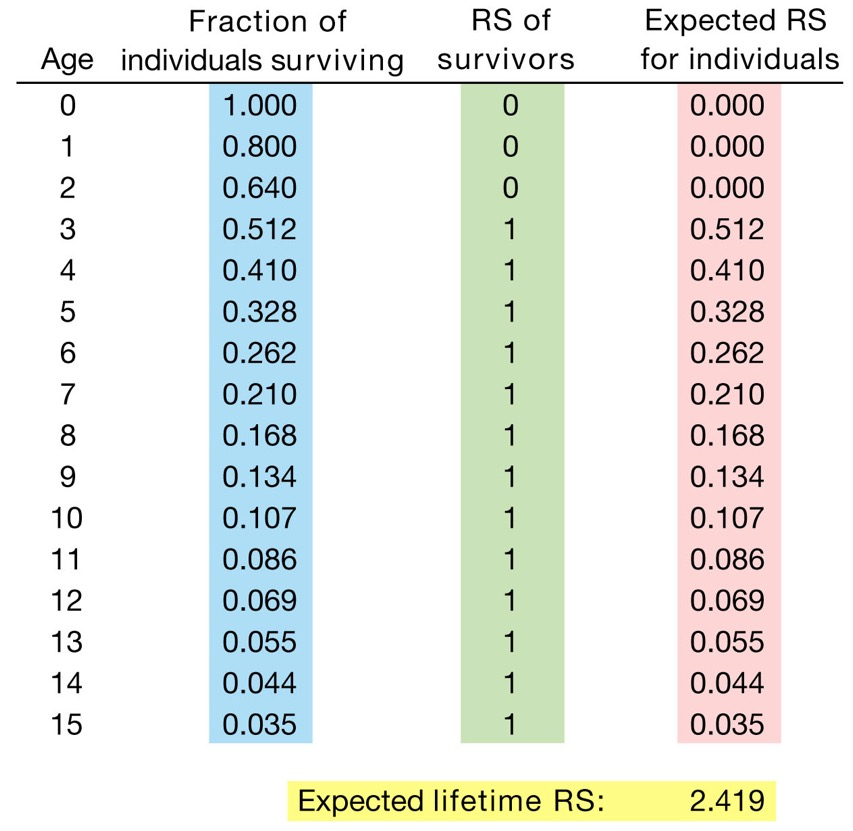 Fraction of RS of Expected RS
Age individuals surviving survivors for individuals
0 1.000 0 0.000
1 0.800 0 0.000
2 0.640 0 0.000
3 0.512 1 0.512
4 0.410 1 0.410
5 0.328 1 0.328
6 0.262 1 0.262
7 0.210 1 0.210
8 0.168 1 0.168
9 0.134 1 0.134
10 0.107 1 0.107
11 0.086 1 0.086
12 0.069 1 0.069
13 0.055 1 0.055
14 0.044 1 0.044
15 0.035 1 0.035
Expected lifetime RS: 2.419